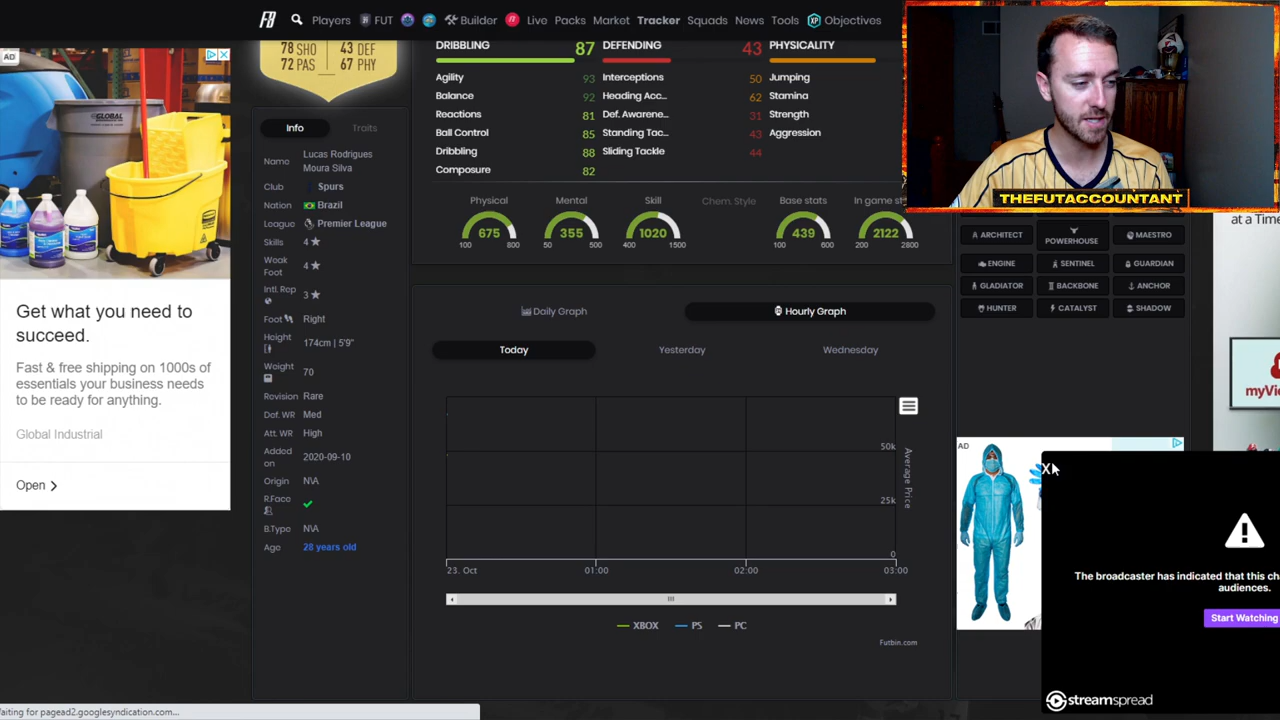 Players FUT Builder Live Packs Market Tracker Squads News Tools XP Objectives
AD
78 SHO 43 DEF
72 PAS 67 PHY
DRIBBLING 87
Agility 93
Balance 92
Reactions 81
Ball Control 85
Dribbling 88
Composure 82
DEFENDING 43
Interceptions 50
Heading Acc... 62
Def. Awarene... 31
Standing Tac... 43
Sliding Tackle 44
PHYSICALITY
Jumping
Stamina
Strength
Aggression
THEFUTACCOUNTANT
Info Traits
Name Lucas Rodrigues
Moura Silva
Club Spurs
Nation Brazil
League Premier League
Skills 4★
Weak
Foot 4★
Intl. Rep 3★
Foot Right
Height 174cm | 5'9"
Weight 70
Revision Rare
Def. WR Med
Att. WR High
Added
on 2020-09-10
Origin N\A
R.Face
B.Type N\A
Age 28 years old
Physical Mental Skill Chem. Style Base stats In game st
675 355 1020 439 2122
100 800 50 500 400 1500 100 600 200 2800
ARCHITECT POWERHOUSE MAESTRO
ENGINE SENTINEL GUARDIAN
GLADIATOR BACKBONE ANCHOR
HUNTER CATALYST SHADOW
Daily Graph Hourly Graph
Today Yesterday Wednesday
50k
25k
0
Average Price
23. Oct 01:00 02:00 03:00
XBOX PS PC
Futbin.com
GLOBAL
Get what you need to
succeed.
Fast & free shipping on 1000s of
essentials your business needs
to be ready for anything.
Global Industrial
Open
at a Time
myVi
AD
X
The broadcaster has indicated that this ch
audiences.
Start Watching
streamspread
aiting for pagead2.googlesyndication.com...